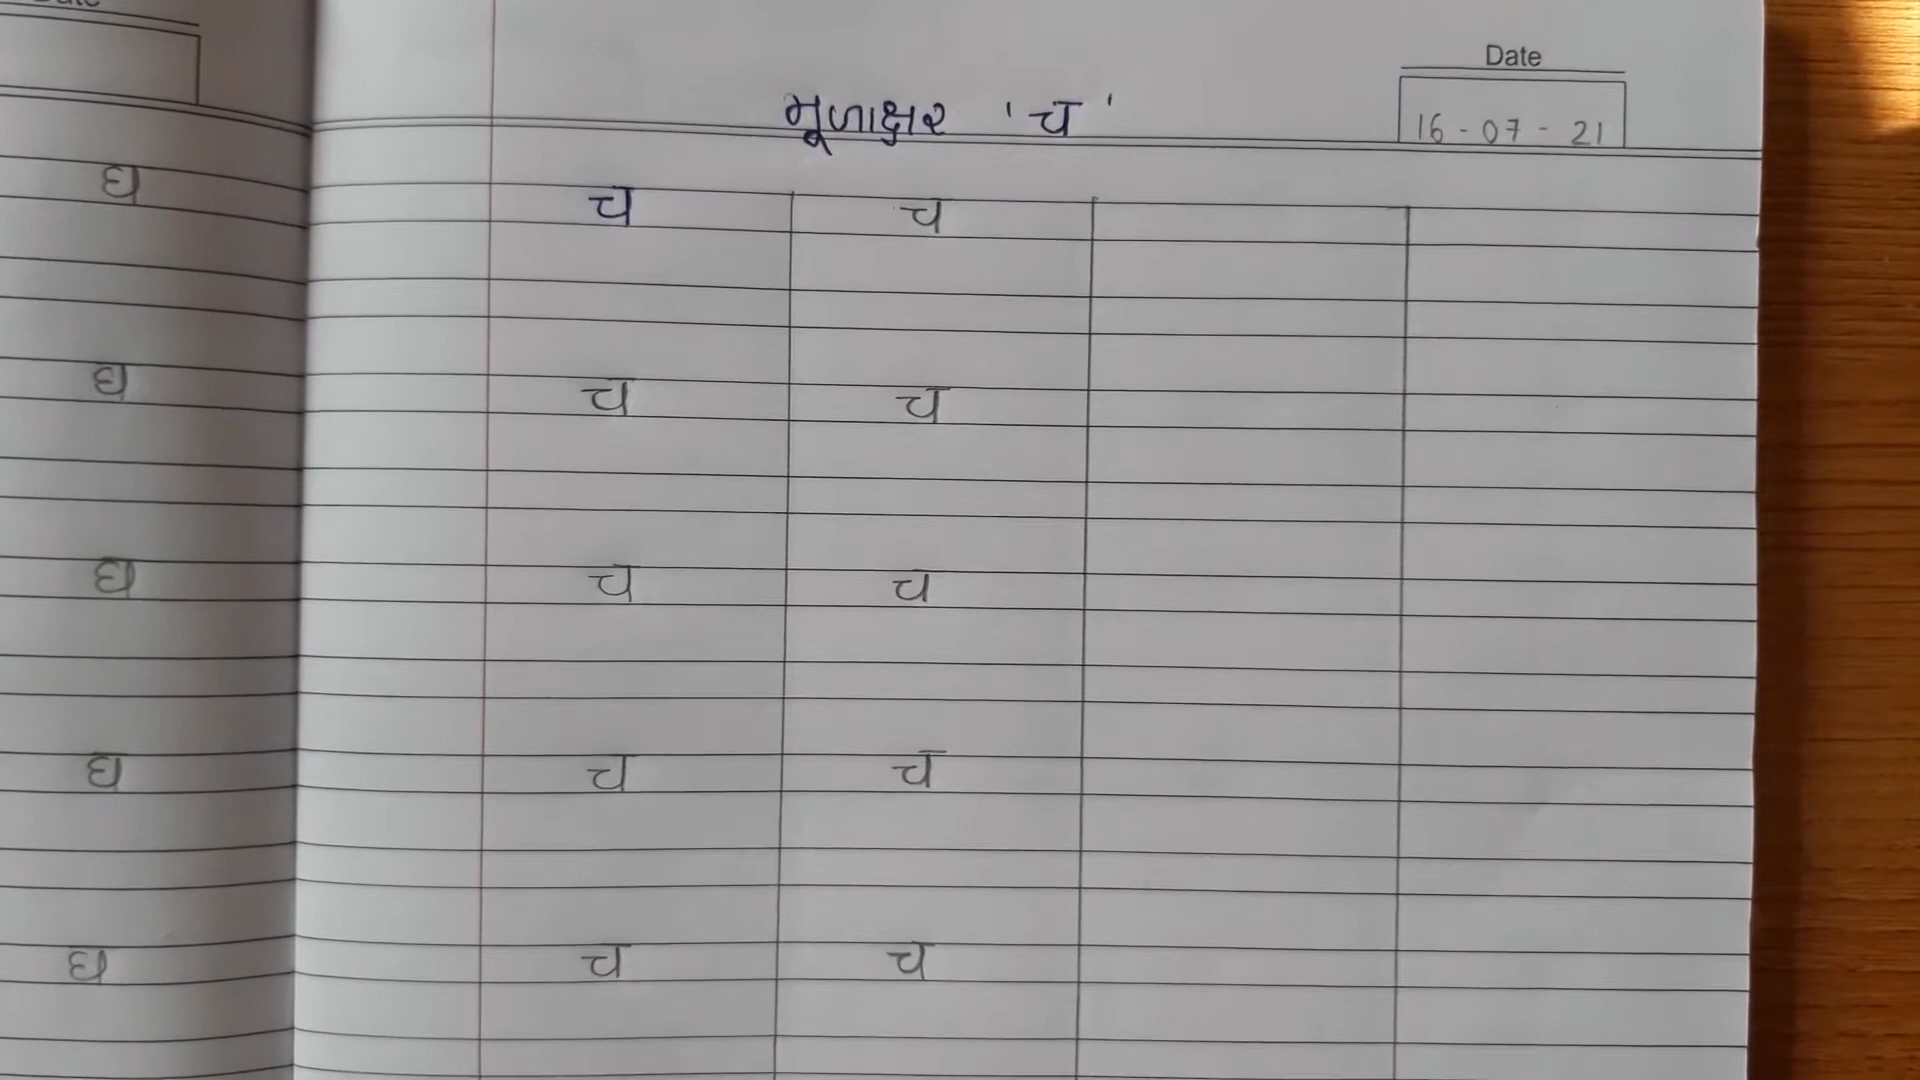 Date
મૂળાક્ષર 'ચ'
16-07-21
ઘ ચ ચ
ઘ ચ ચ
ઘ ચ ચ
ઘ ચ ચ
ઘ ચ ચ